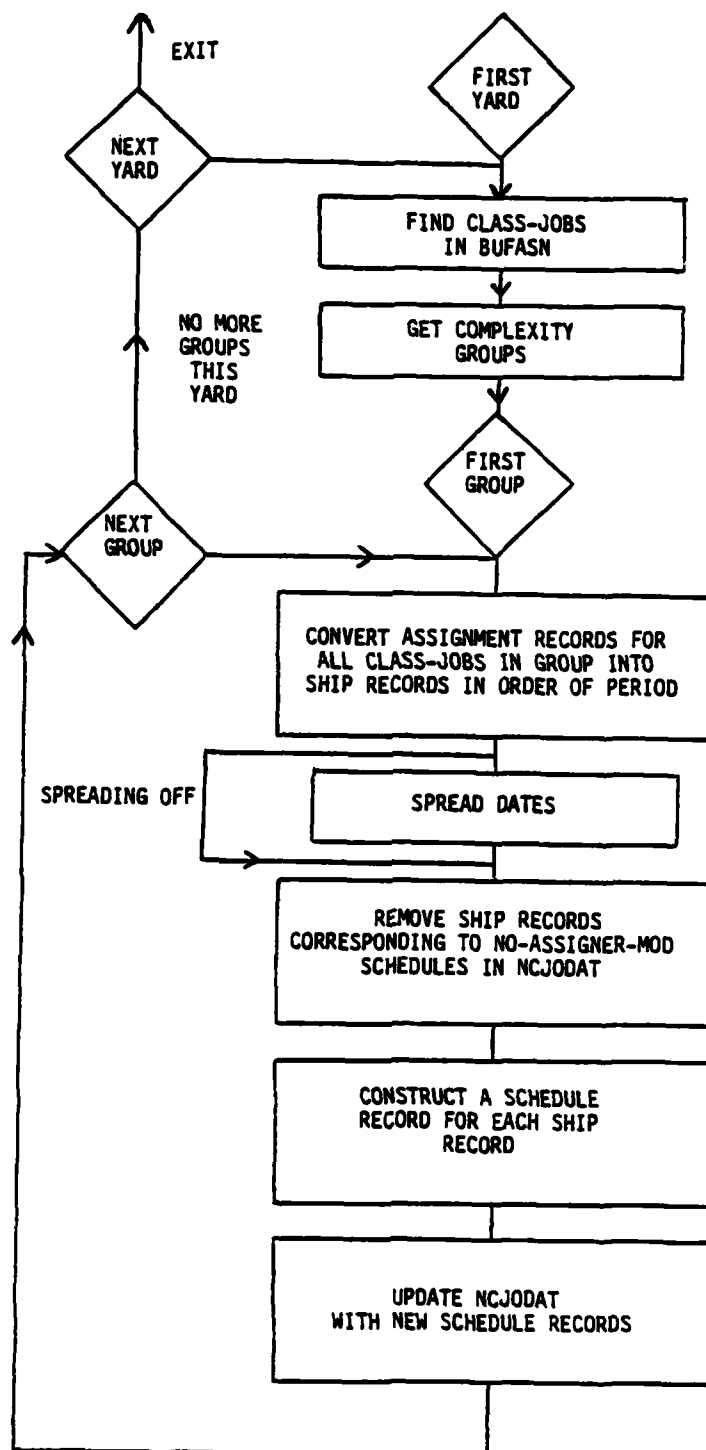 EXIT
FIRST
YARD
NEXT
YARD
FIND CLASS-JOBS
IN BUFASN
NO MORE
GROUPS
THIS
YARD
GET COMPLEXITY
GROUPS
FIRST
GROUP
NEXT
GROUP
CONVERT ASSIGNMENT RECORDS FOR
ALL CLASS-JOBS IN GROUP INTO
SHIP RECORDS IN ORDER OF PERIOD
SPREADING OFF
SPREAD DATES
REMOVE SHIP RECORDS
CORRESPONDING TO NO-ASSIGNER-MOD
SCHEDULES IN NCJODAT
CONSTRUCT A SCHEDULE
RECORD FOR EACH SHIP
RECORD
UPDATE NCJODAT
WITH NEW SCHEDULE RECORDS